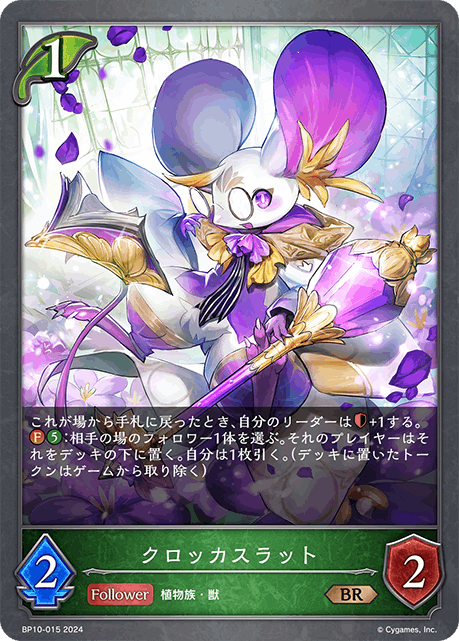 1
これが場から手札に戻ったとき、自分のリーダーは+1する。
F 5:相手の場のフォロワー1体を選ぶ。それのプレイヤーはそ
れをデッキの下に置く。自分は1枚引く。(デッキに置いたトー
クンはゲームから取り除く)
クロッカスラット
2 Follower 植物族・獣 BR 2
BP10-015 2024 © Cygames, Inc.